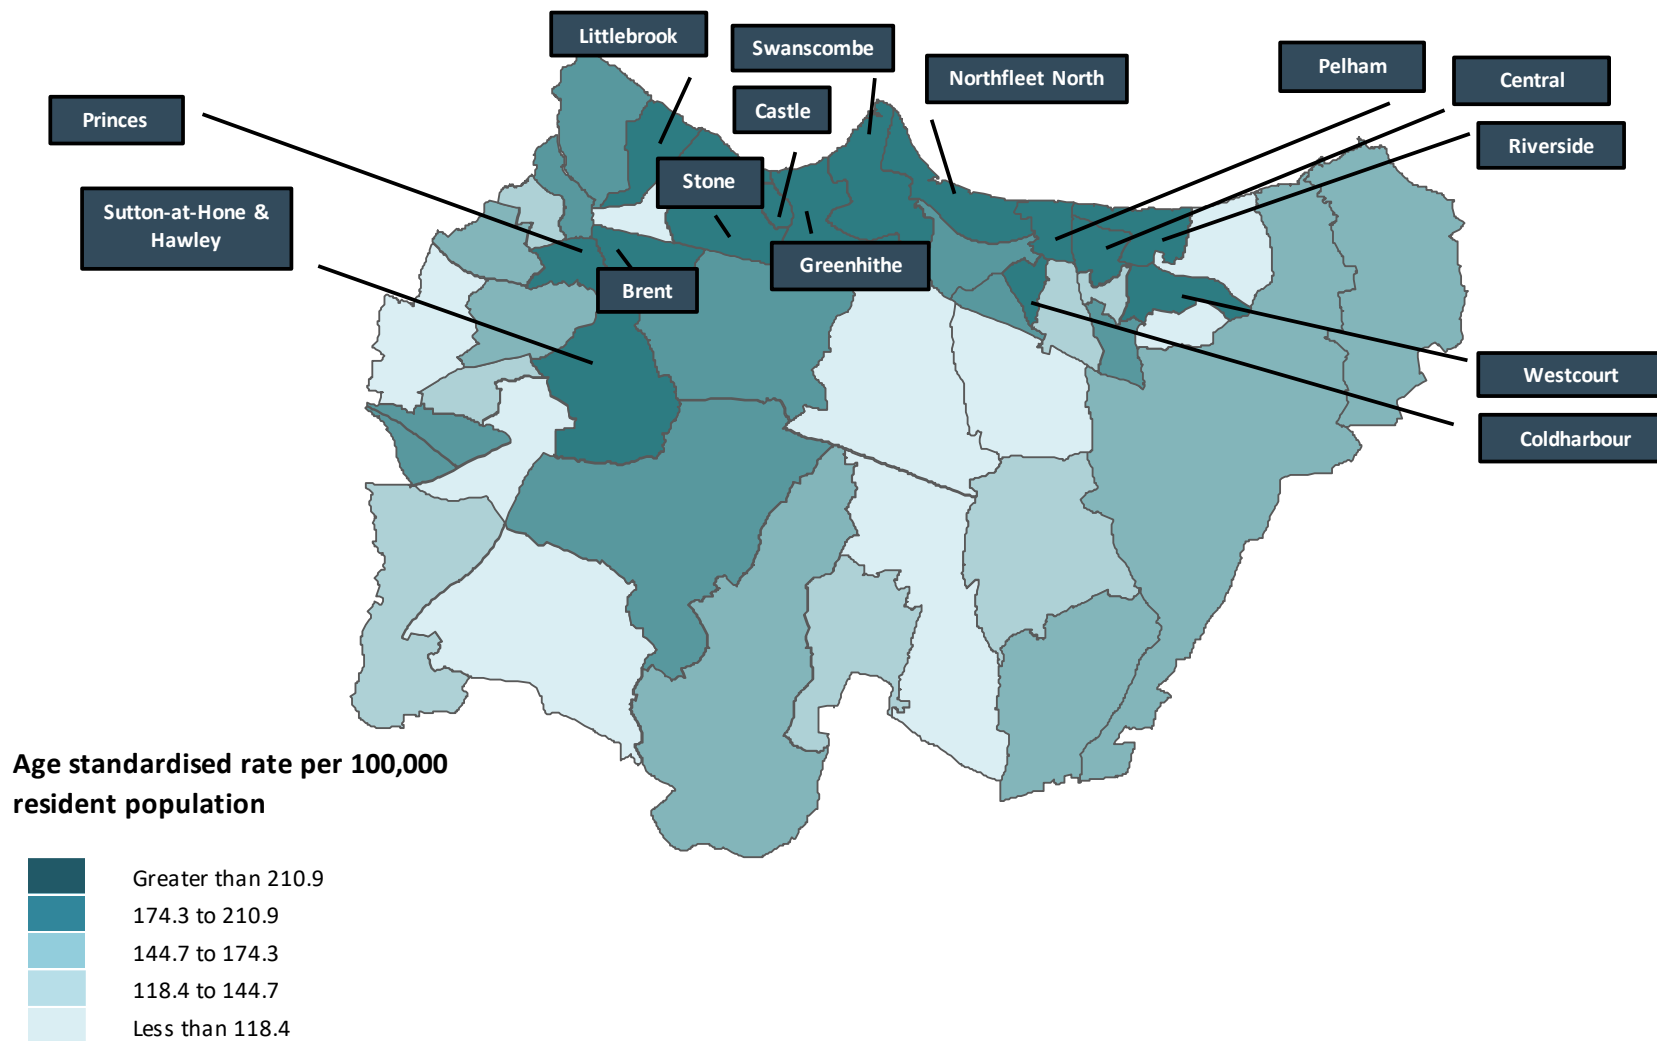 Littlebrook
Swanscombe
Northfleet North
Pelham
Central
Castle
Princes
Riverside
Stone
Sutton-at-Hone &
Hawley
Greenhithe
Brent
Westcourt
Coldharbour
Age standardised rate per 100,000
resident population
Greater than 210.9
174.3 to 210.9
144.7 to 174.3
118.4 to 144.7
Less than 118.4